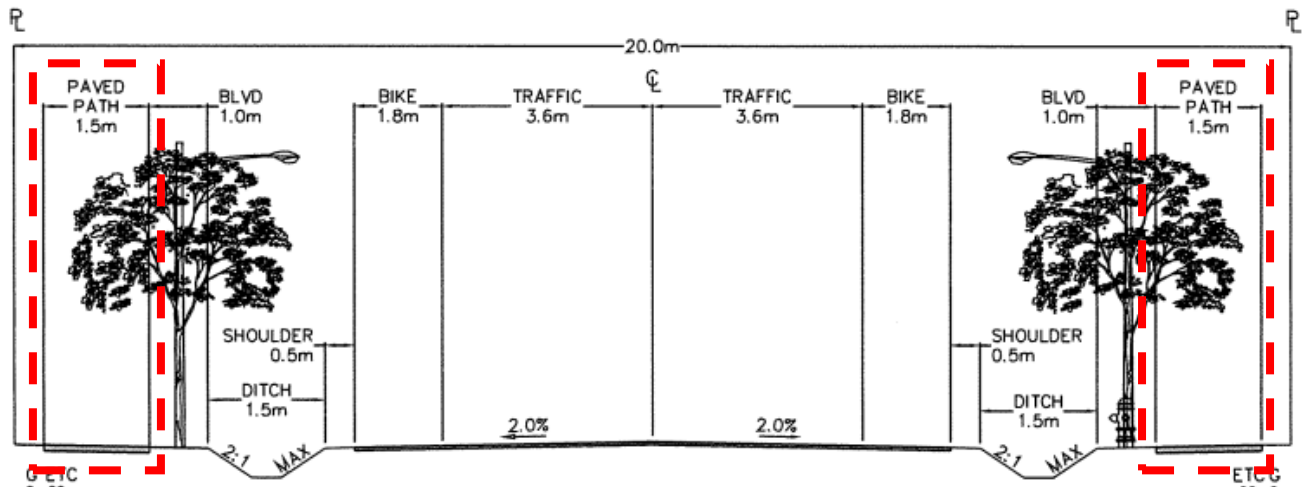 PL PL
20.0m
CL
PAVED
PATH
1.5m
BLVD
1.0m
BIKE
1.8m
TRAFFIC
3.6m
TRAFFIC
3.6m
BIKE
1.8m
BLVD
1.0m
PAVED
PATH
1.5m
SHOULDER
0.5m
SHOULDER
0.5m
DITCH
1.5m
DITCH
1.5m
2.0%
2.0%
2:1 MAX
2:1 MAX
G ETC
ETC G